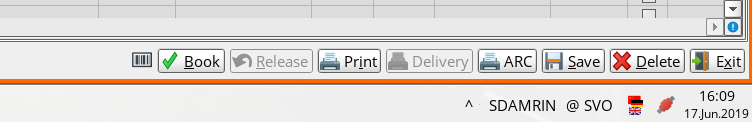 Book Release Print Delivery ARC Save Delete Exit
^ SDAMRIN @ SVO 16:09
17.Jun.2019